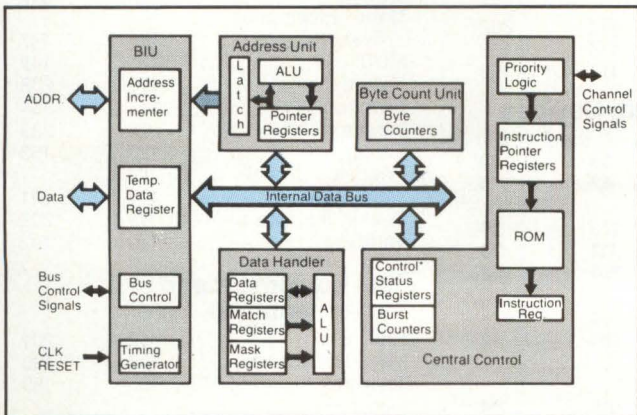 BIU
ADDR.
Address
Incre-
menter
Data
Temp.
Data
Register
Bus
Control
Signals
Bus
Control
CLK
RESET
Timing
Generator
Address Unit
Latch
ALU
Pointer
Registers
Byte Count Unit
Byte
Counters
Internal Data Bus
Data Handler
Data
Registers
Match
Registers
Mask
Registers
ALU
Priority
Logic
Channel
Control
Signals
Instruction
Pointer
Registers
ROM
Instruction
Reg.
Control*
Status
Registers
Burst
Counters
Central Control